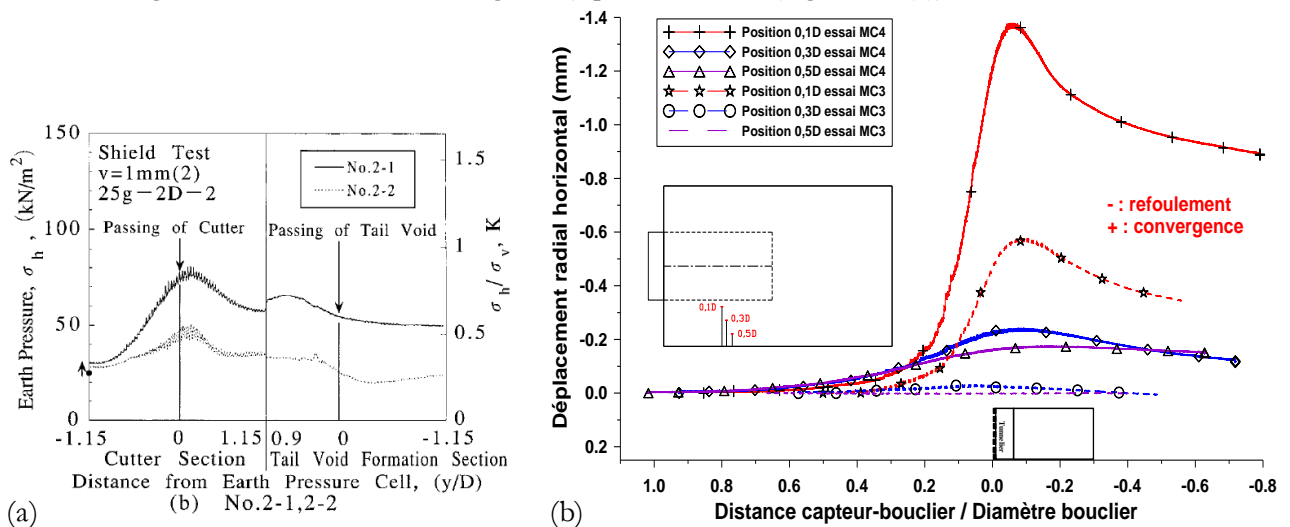 150
Shield Test
v=1mm(2)
25g－2D－2
No.2-1
No.2-2
1.5
100
Passing of Cutter
Passing of Tail Void
1
50
0.5
0
0
Earth Pressure, σh, (kN/m²)
σh/σv, K
-1.15
0
1.15
0.9
0
-1.15
Cutter Section
Tail Void Formation Section
Distance from Earth Pressure Cell, (y/D)
(b) No.2-1,2-2
(a)
-1.4
-1.2
-1.0
-0.8
-0.6
-0.4
-0.2
0.0
0.2
Déplacement radial horizontal (mm)
Position 0,1D essai MC4
Position 0,3D essai MC4
Position 0,5D essai MC4
Position 0,1D essai MC3
Position 0,3D essai MC3
Position 0,5D essai MC3
- : refoulement
+ : convergence
0,1D
0,3D
0,5D
Tunnelier
1.0
0.8
0.6
0.4
0.2
0.0
-0.2
-0.4
-0.6
-0.8
Distance capteur-bouclier / Diamètre bouclier
(b)